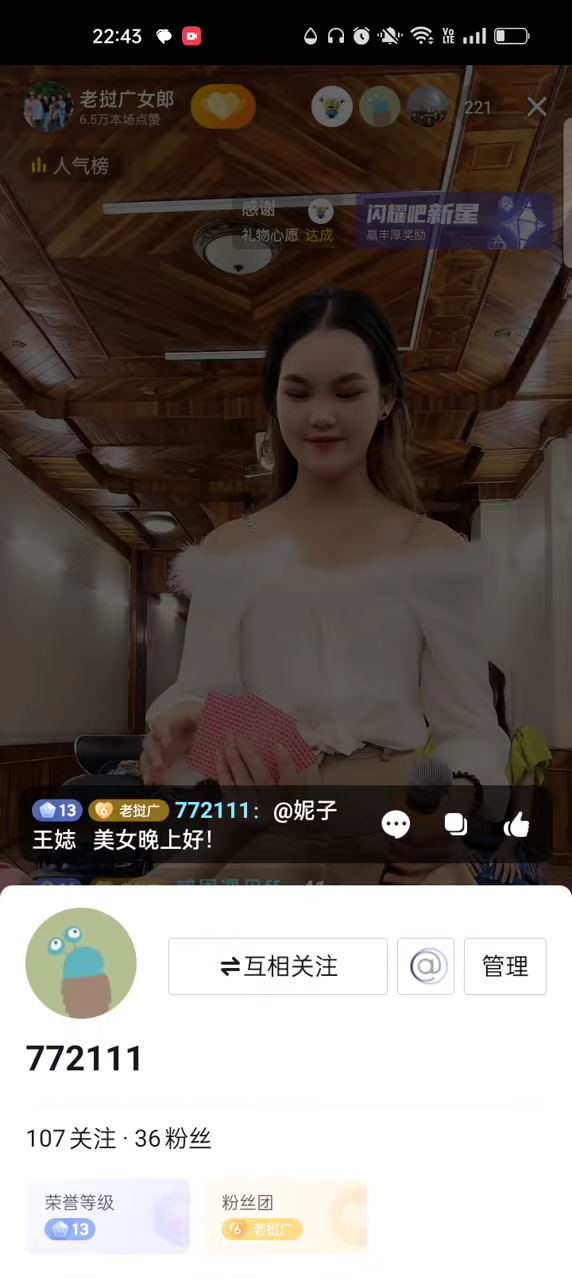 22:43
Vo
LTE
老挝广女郎
6.5万本场点赞
221
人气榜
感谢
礼物心愿 达成
闪耀吧新星
赢丰厚奖励
13 6 老挝广 772111：@妮子
王婊 美女晚上好！
互相关注
@
管理
772111
107关注 · 36粉丝
荣誉等级
13
粉丝团
6 老挝广